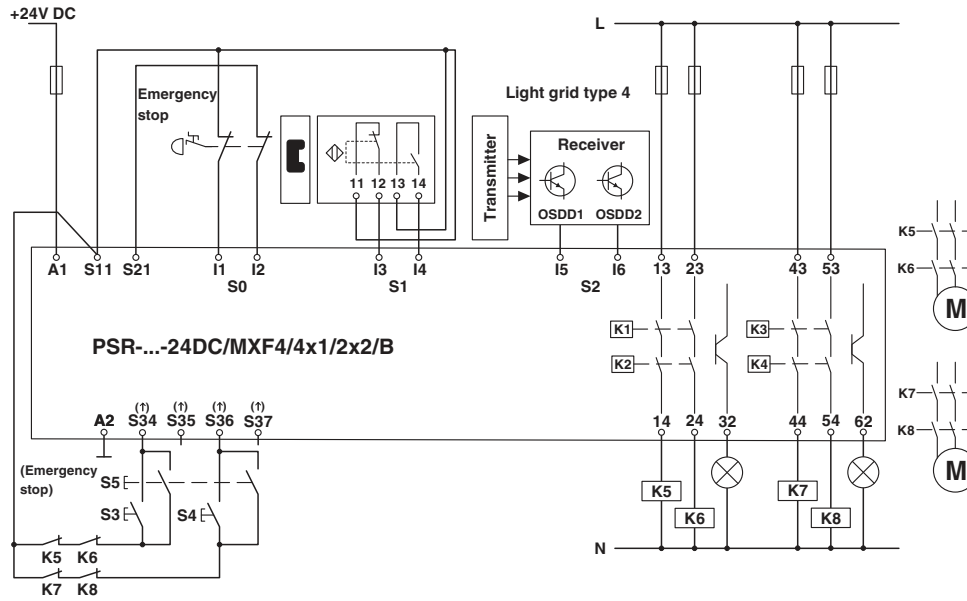 +24V DC
L
Emergency
stop
Light grid type 4
Transmitter
Receiver
11 12 13 14
OSDD1 OSDD2
A1 S11 S21 I1 I2 I3 I4 I5 I6 13 23 43 53
S0 S1 S2
K5
K6
M
K1 K3
K2 K4
PSR-...-24DC/MXF4/4x1/2x2/B
K7
K8
M
(↑) (↑) (↑) (↑)
A2 S34 S35 S36 S37 14 24 32 44 54 62
(Emergency
stop)
S5
S3 S4
K5 K7
K6 K8
N
K5 K6
K7 K8